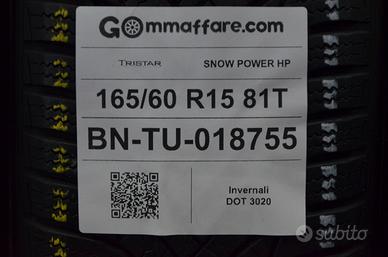 GOmmaffare.com
TRISTAR SNOW POWER HP
165/60 R15 81T
BN-TU-018755
Invernali
DOT 3020
subito